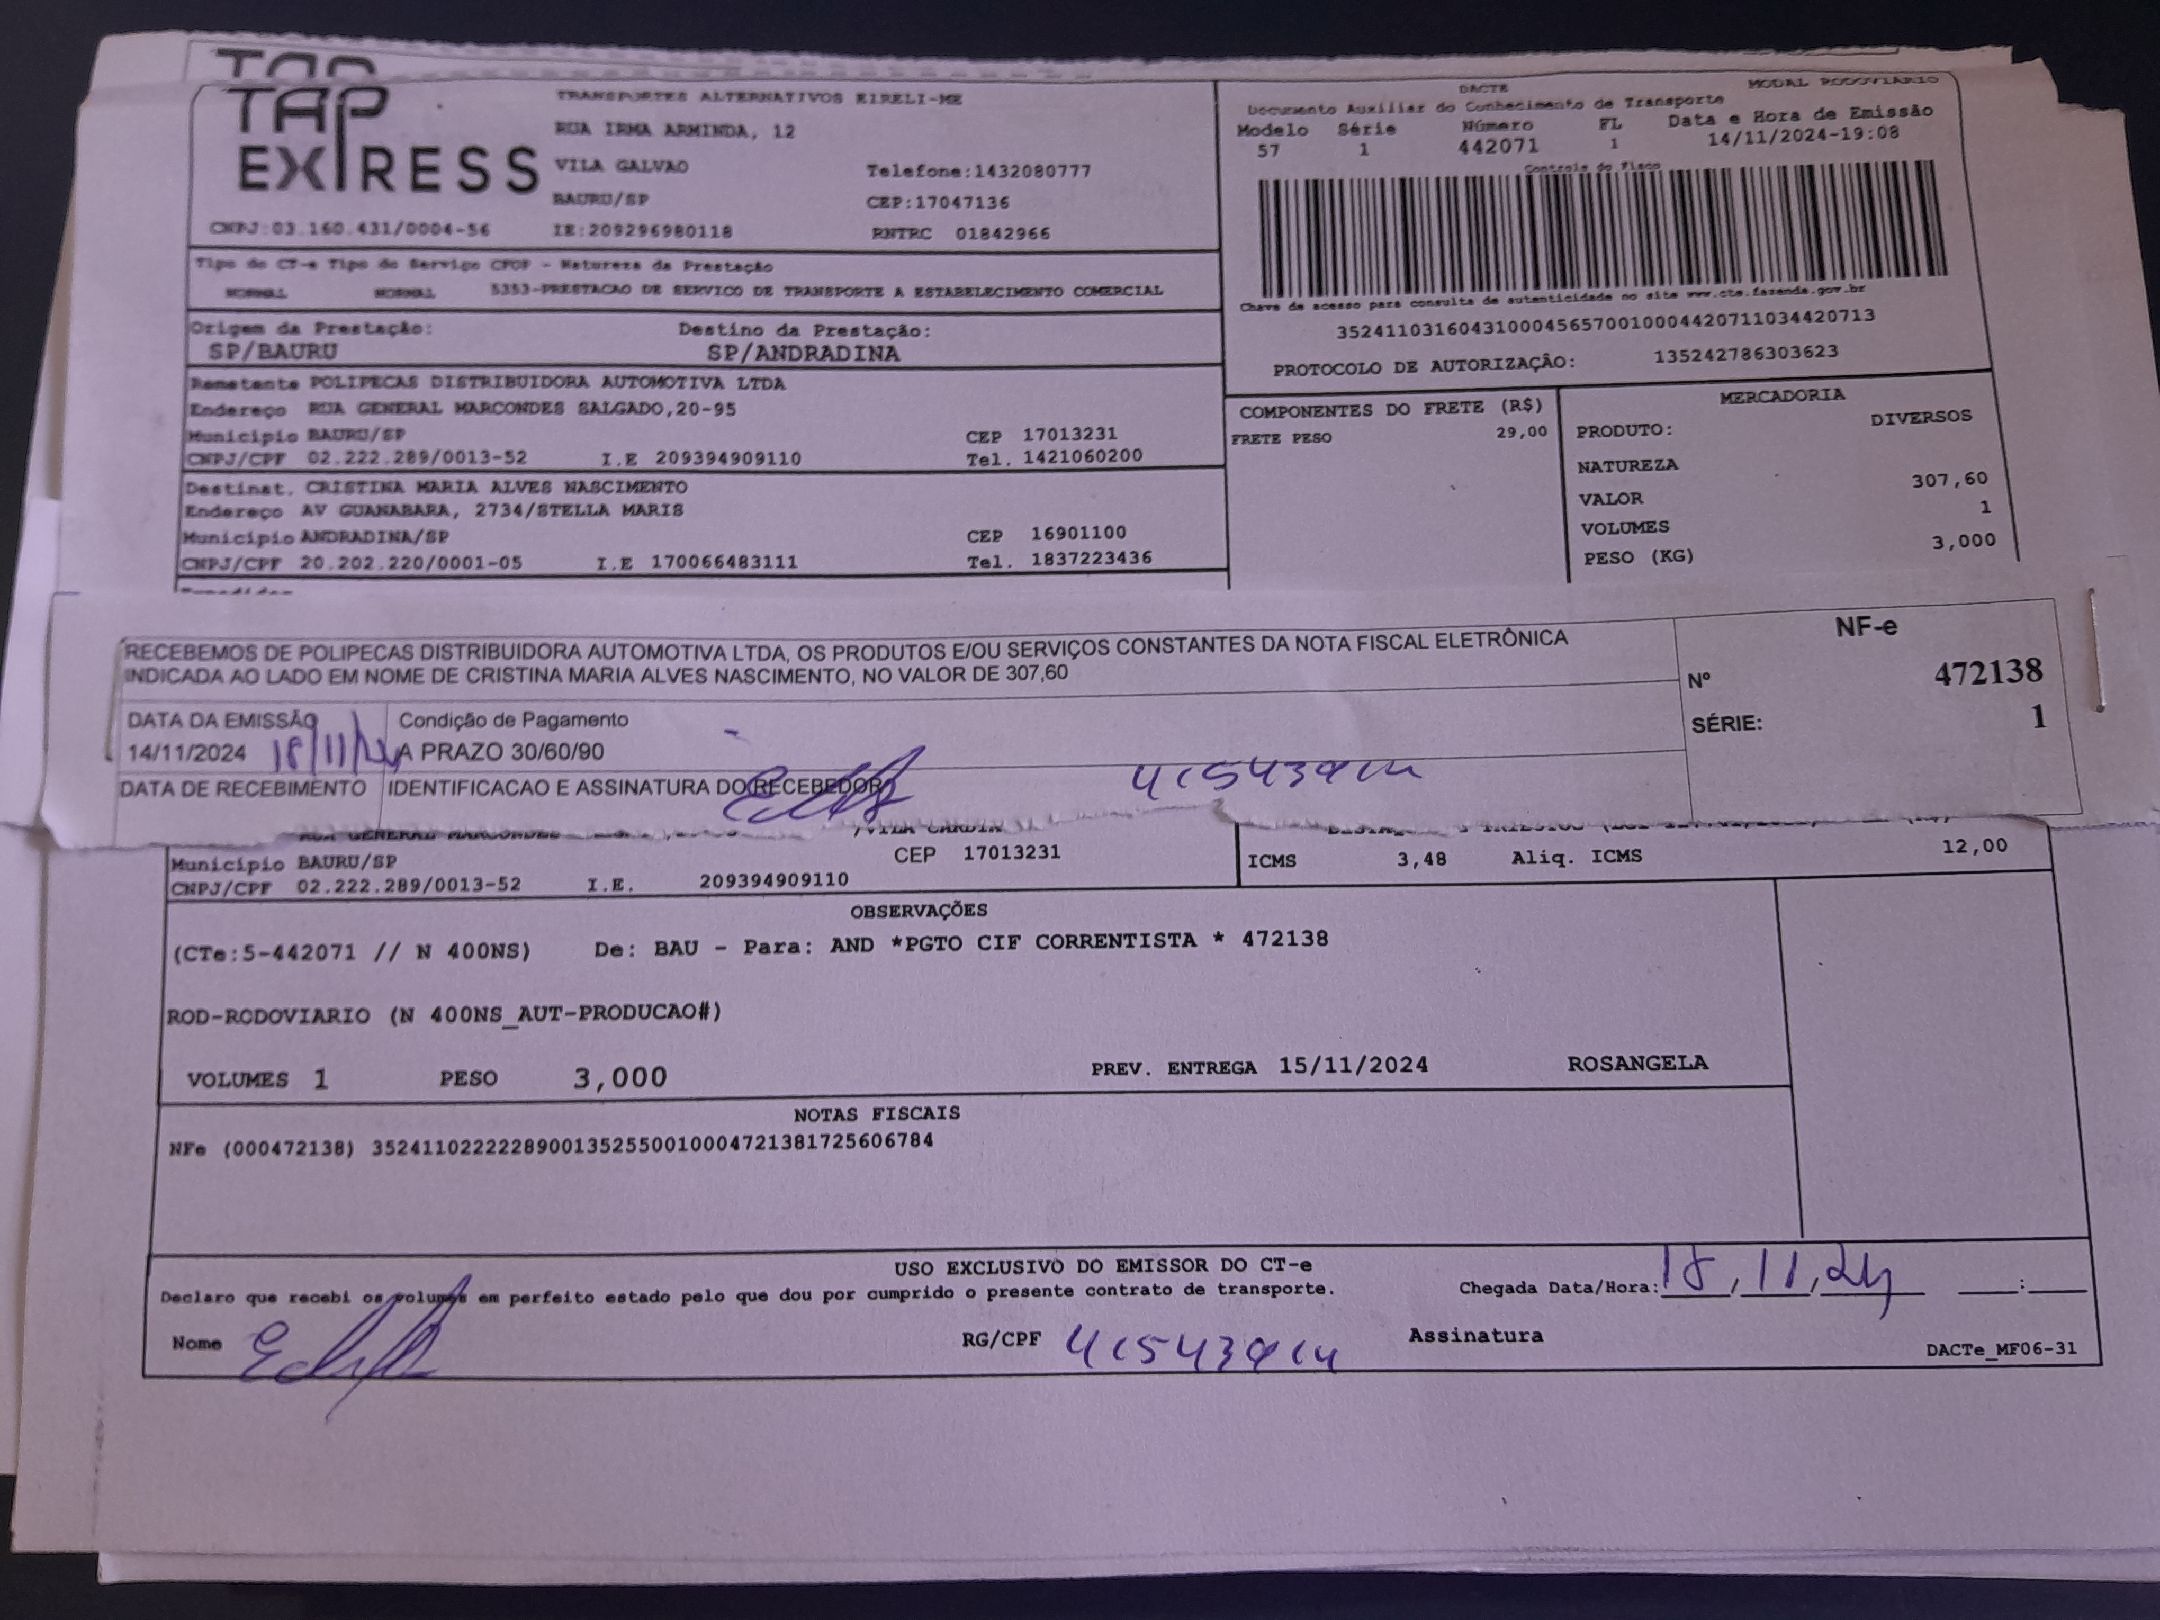 TAP
TAP
EXPRESS
TRANSPORTES ALTERNATIVOS EIRELI-ME
RUA IRMA ARMINDA, 12
VILA GALVAO Telefone:1432080777
BAURU/SP CEP:17047136
CNPJ:03.160.431/0004-56 IE:209296980118 RNTRC 01842966
DACTE MODAL RODOVIARIO
Documento Auxiliar do Conhecimento de Transporte
Modelo Série Número FL Data e Hora de Emissão
57 1 442071 1 14/11/2024-19:08
Controle do Fisco
Chave de acesso para consulta de autenticidade no site www.cte.fazenda.gov.br
35241103160431000456570010004420711034420713
PROTOCOLO DE AUTORIZAÇÃO: 135242786303623
Tipo do CT-e Tipo do Serviço CFOP - Natureza da Prestação
NORMAL NORMAL 5353-PRESTACAO DE SERVICO DE TRANSPORTE A ESTABELECIMENTO COMERCIAL
Origem da Prestação: Destino da Prestação:
SP/BAURU SP/ANDRADINA
Remetente POLIPECAS DISTRIBUIDORA AUTOMOTIVA LTDA
Endereço RUA GENERAL MARCONDES SALGADO,20-95
Municipio BAURU/SP CEP 17013231
CNPJ/CPF 02.222.289/0013-52 I.E 209394909110 Tel. 1421060200
Destinat. CRISTINA MARIA ALVES NASCIMENTO
Endereço AV GUANABARA, 2734/STELLA MARIS
Municipio ANDRADINA/SP CEP 16901100
CNPJ/CPF 20.202.220/0001-05 I.E 170066483111 Tel. 1837223436
COMPONENTES DO FRETE (R$)
FRETE PESO 29,00
MERCADORIA
PRODUTO: DIVERSOS
NATUREZA
VALOR 307,60
VOLUMES 1
PESO (KG) 3,000
RECEBEMOS DE POLIPECAS DISTRIBUIDORA AUTOMOTIVA LTDA, OS PRODUTOS E/OU SERVIÇOS CONSTANTES DA NOTA FISCAL ELETRÔNICA
INDICADA AO LADO EM NOME DE CRISTINA MARIA ALVES NASCIMENTO, NO VALOR DE 307,60
NF-e
Nº 472138
SÉRIE: 1
DATA DA EMISSÃO Condição de Pagamento
14/11/2024 18/11/24 A PRAZO 30/60/90
DATA DE RECEBIMENTO IDENTIFICACAO E ASSINATURA DO RECEBEDOR
RUA GENERAL MARCONDES /VILA CARDIA
Municipio BAURU/SP CEP 17013231
CNPJ/CPF 02.222.289/0013-52 I.E. 209394909110
ICMS 3,48 Aliq. ICMS 12,00
OBSERVAÇÕES
(CTe:5-442071 // N 400NS) De: BAU - Para: AND *PGTO CIF CORRENTISTA * 472138
ROD-RODOVIARIO (N 400NS_AUT-PRODUCAO#)
VOLUMES 1 PESO 3,000 PREV. ENTREGA 15/11/2024 ROSANGELA
NOTAS FISCAIS
NFe (000472138) 35241102222289001352550010004721381725606784
USO EXCLUSIVO DO EMISSOR DO CT-e
Declaro que recebi os volumes em perfeito estado pelo que dou por cumprido o presente contrato de transporte. Chegada Data/Hora: 18,11,24 :
Nome RG/CPF Assinatura
DACTe_MF06-31